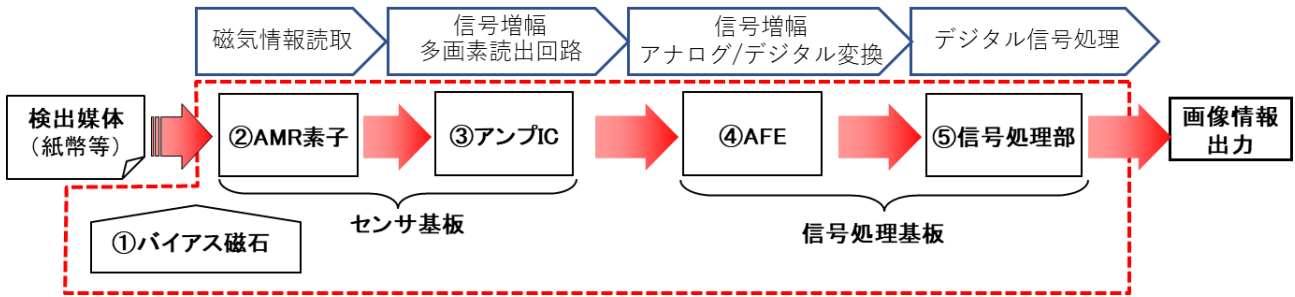 磁気情報読取
信号増幅
多画素読出回路
信号増幅
アナログ/デジタル変換
デジタル信号処理
検出媒体
（紙幣等）
②AMR素子
③アンプIC
④AFE
⑤信号処理部
画像情報
出力
センサ基板
信号処理基板
①バイアス磁石